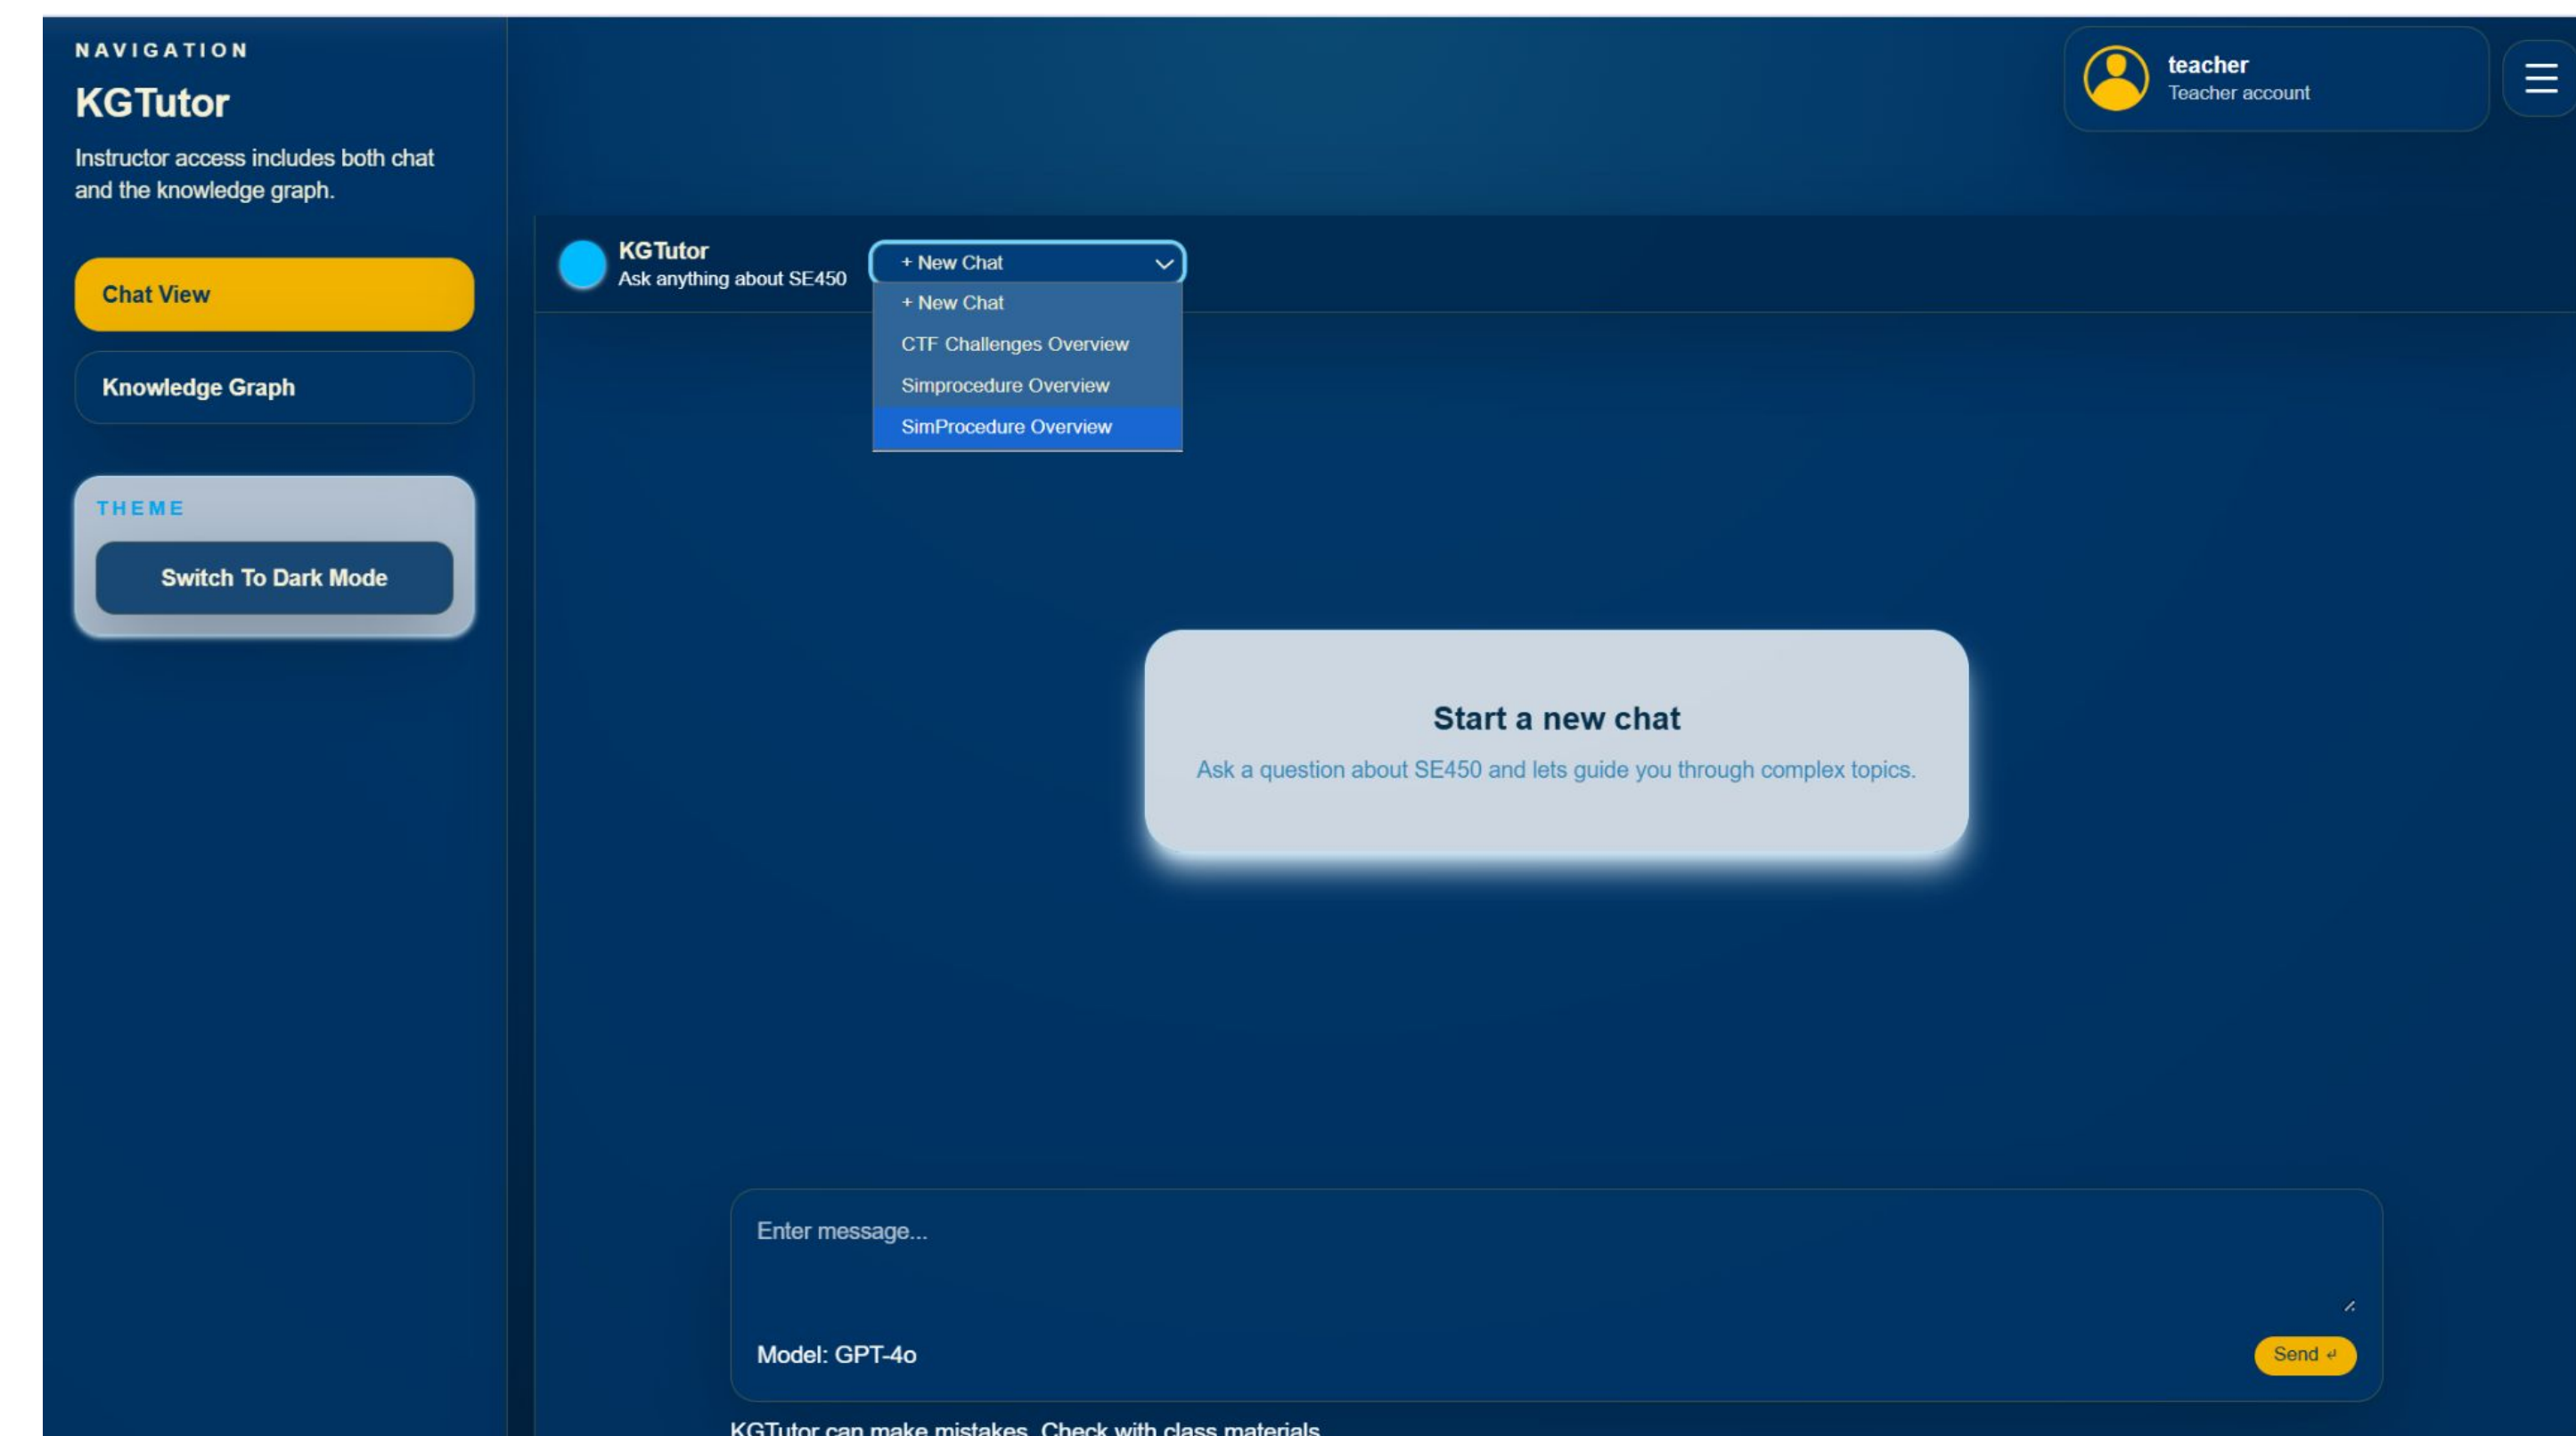 NAVIGATION
KGTutor
Instructor access includes both chat
and the knowledge graph.
Chat View
Knowledge Graph
THEME
Switch To Dark Mode
teacher
Teacher account
KGTutor
Ask anything about SE450
+ New Chat
+ New Chat
CTF Challenges Overview
Simprocedure Overview
SimProcedure Overview
Start a new chat
Ask a question about SE450 and lets guide you through complex topics.
Enter message...
Model: GPT-4o
Send ↵
KGTutor can make mistakes. Check with class materials.